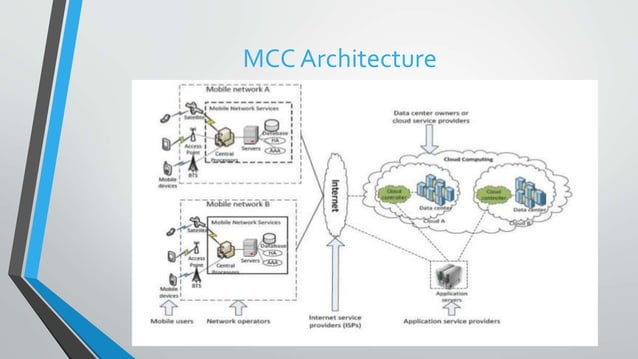 MCC Architecture
Mobile network A
Mobile Network Services
Satellite
Access
Point
BTS
Mobile
devices
Central
Processing
Servers
Database
HA
AAA
Mobile network B
Mobile Network Services
Satellite
Access
Point
BTS
Mobile
devices
Central
Processing
Servers
Database
HA
AAA
Internet
Data center owners or
cloud service providers
Cloud Computing
Cloud
controller
Data center
Cloud A
Cloud
controller
Data center
Cloud B
Application
servers
Mobile users
Network operators
Internet service
providers (ISPs)
Application service providers